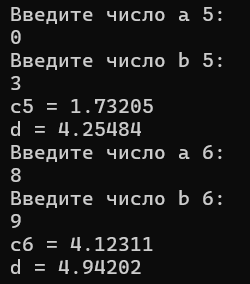 Введите число a 5:
0
Введите число b 5:
3
c5 = 1.73205
d = 4.25484
Введите число a 6:
8
Введите число b 6:
9
c6 = 4.12311
d = 4.94202